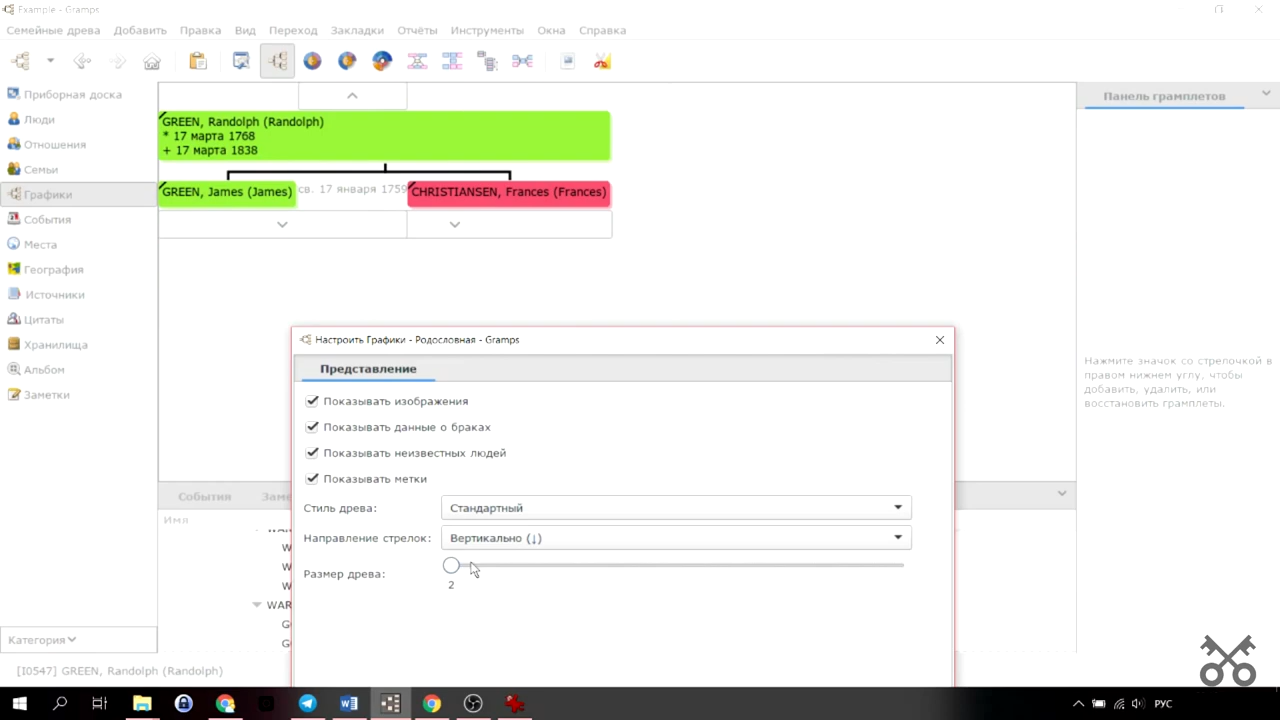 Example - Gramps
Семейные древа Добавить Правка Вид Переход Закладки Отчёты Инструменты Окна Справка
Приборная доска
Люди
Отношения
Семьи
Графики
События
Места
География
Источники
Цитаты
Хранилища
Альбом
Заметки
Категория
GREEN, Randolph (Randolph)
* 17 марта 1768
+ 17 марта 1838
GREEN, James (James)
св. 17 января 1759
CHRISTIANSEN, Frances (Frances)
Панель грамплетов
Нажмите значок со стрелочкой в
правом нижнем углу, чтобы
добавить, удалить, или
восстановить грамплеты.
События
Имя
WAR
Настроить Графики - Родословная - Gramps
Представление
Показывать изображения
Показывать данные о браках
Показывать неизвестных людей
Показывать метки
Стиль древа: Стандартный
Направление стрелок: Вертикально (↓)
Размер древа:
2
[I0547] GREEN, Randolph (Randolph)
РУС